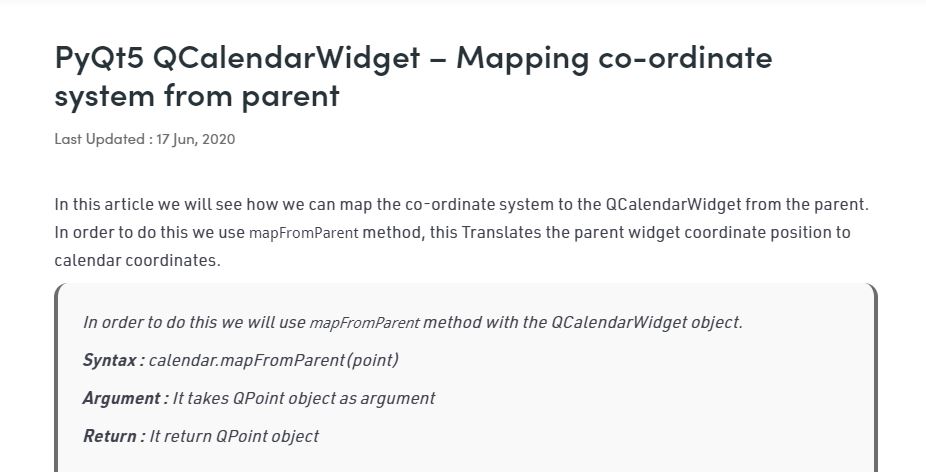 PyQt5 QCalendarWidget – Mapping co-ordinate
system from parent
Last Updated : 17 Jun, 2020
In this article we will see how we can map the co-ordinate system to the QCalendarWidget from the parent.
In order to do this we use mapFromParent method, this Translates the parent widget coordinate position to
calendar coordinates.
In order to do this we will use mapFromParent method with the QCalendarWidget object.
Syntax : calendar.mapFromParent(point)
Argument : It takes QPoint object as argument
Return : It return QPoint object